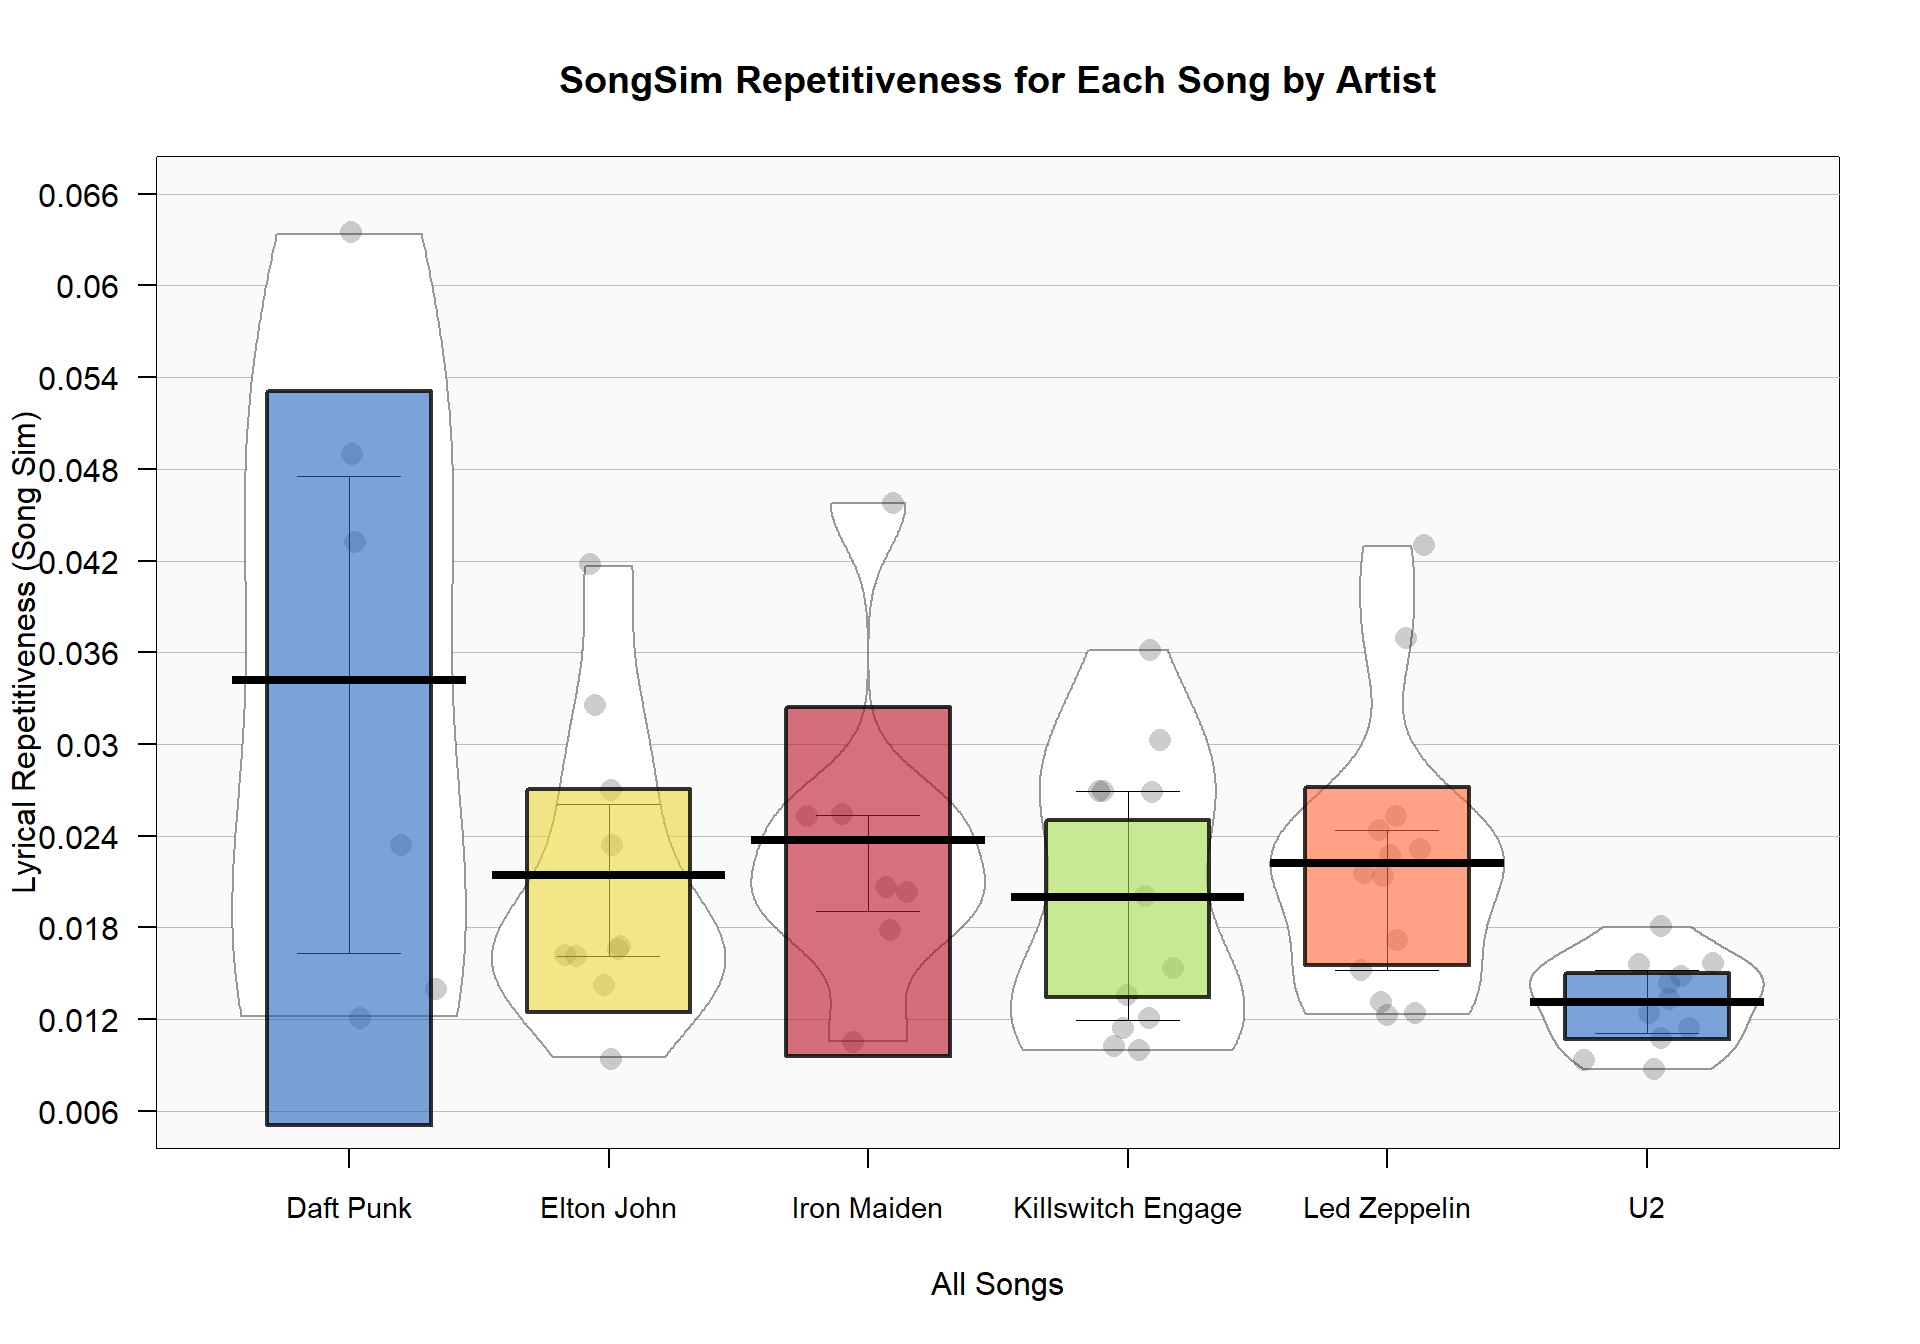 SongSim Repetitiveness for Each Song by Artist
Lyrical Repetitiveness (Song Sim)
0.066
0.06
0.054
0.048
0.042
0.036
0.03
0.024
0.018
0.012
0.006
Daft Punk
Elton John
Iron Maiden
Killswitch Engage
Led Zeppelin
U2
All Songs